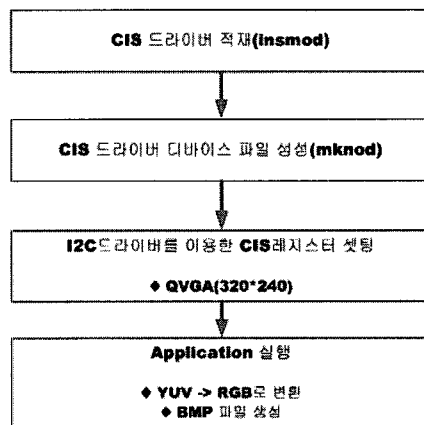 CIS 드라이버 적재(insmod)
CIS 드라이버 디바이스 파일 생성(mknod)
I2C드라이버를 이용한 CIS레지스터 셋팅
♦ QVGA(320*240)
Application 실행
♦ YUV -> RGB로 변환
♦ BMP 파일 생성